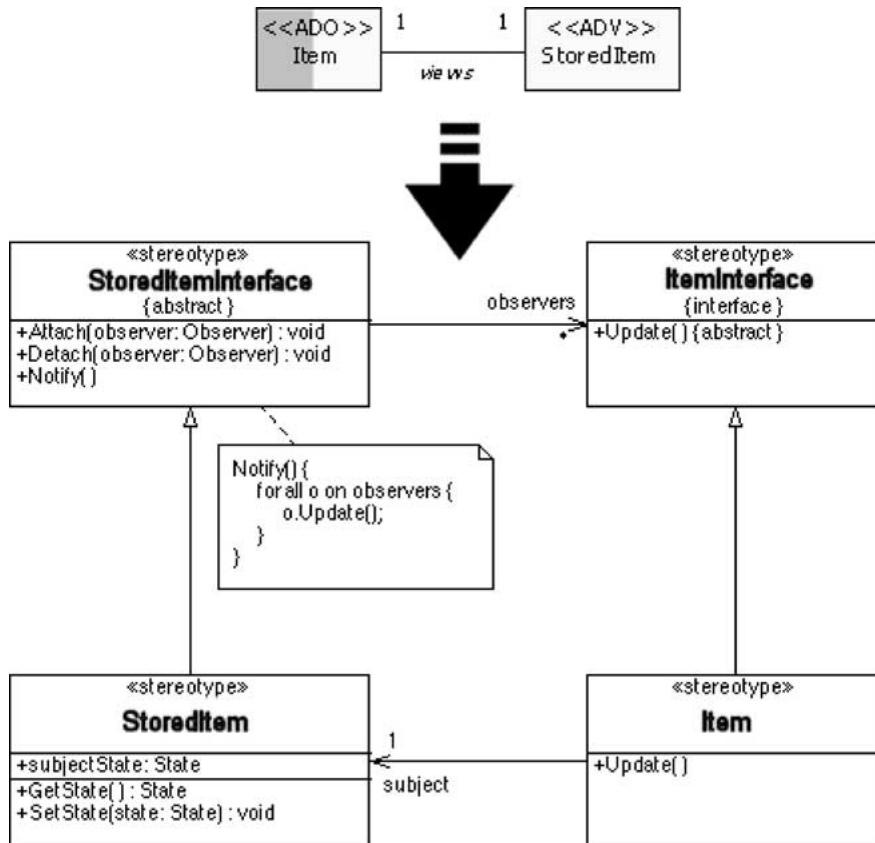 <<ADO>>
Item
1
1
views
<<ADV>>
StoredItem
«stereotype»
StoredItemInterface
{abstract}
+Attach(observer: Observer) : void
+Detach(observer: Observer) : void
+Notify()
observers
*
«stereotype»
ItemInterface
{interface}
+Update() {abstract}
Notify() {
for all o on observers {
o.Update();
}
}
«stereotype»
StoredItem
+subjectState: State
+GetState() : State
+SetState(state: State) : void
1
subject
«stereotype»
Item
+Update()